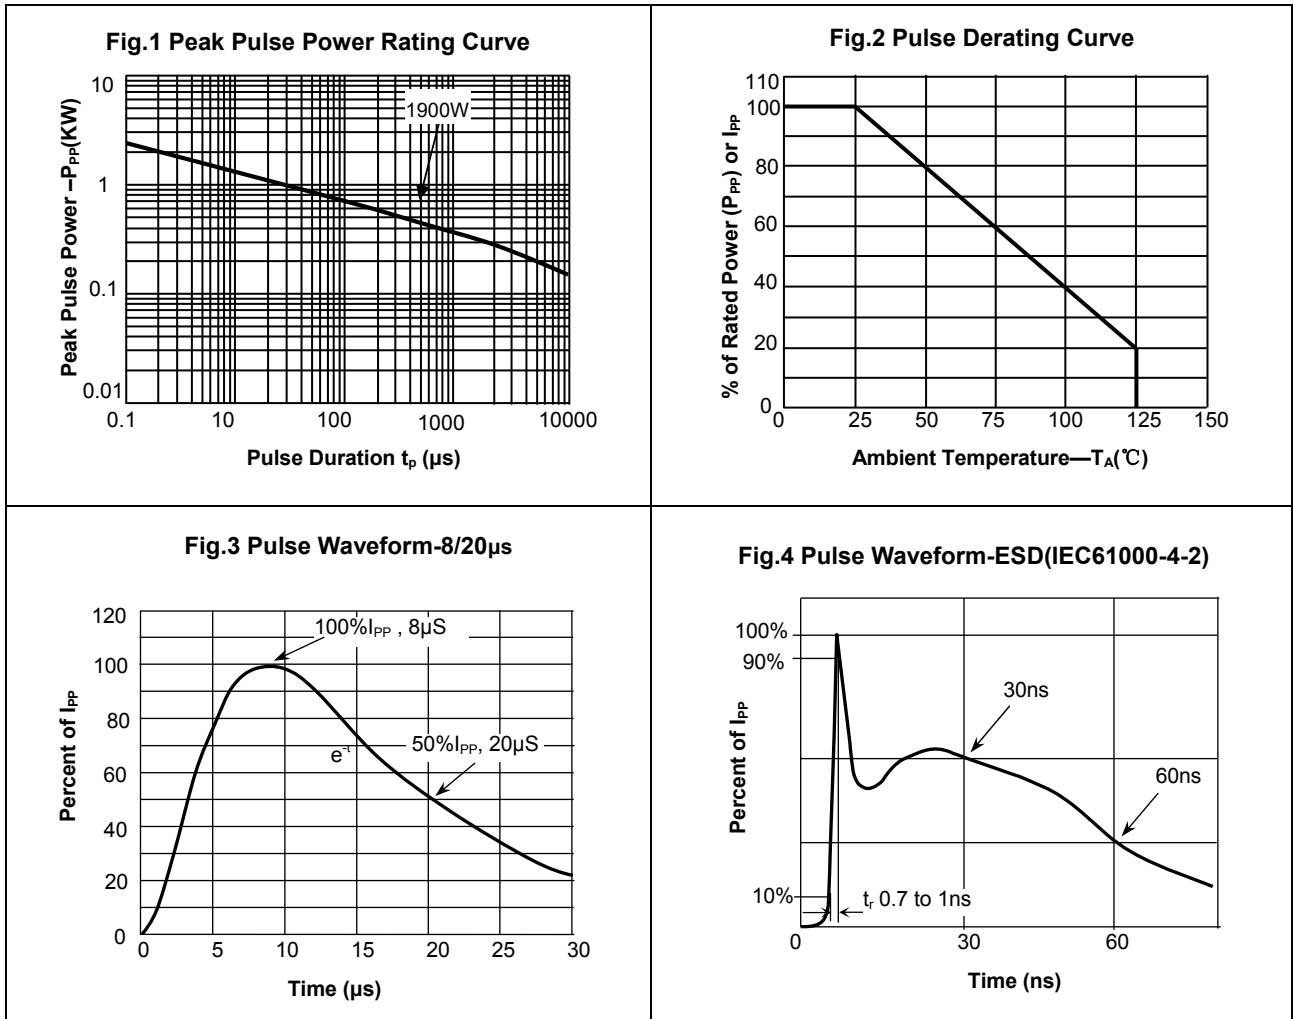 Fig.1 Peak Pulse Power Rating Curve
Peak Pulse Power –PPP(KW)
10
1
0.1
0.01
1900W
0.1 10 100 1000 10000
Pulse Duration tp (µs)
Fig.2 Pulse Derating Curve
% of Rated Power (PPP) or IPP
110
100
80
60
40
20
0
0 25 50 75 100 125 150
Ambient Temperature—TA(℃)
Fig.3 Pulse Waveform-8/20µs
Percent of IPP
120
100
80
60
40
20
0
100%IPP , 8µS
e-t
50%IPP, 20µS
0 5 10 15 20 25 30
Time (µs)
Fig.4 Pulse Waveform-ESD(IEC61000-4-2)
Percent of IPP
100%
90%
10%
30ns
60ns
tr 0.7 to 1ns
0 30 60
Time (ns)